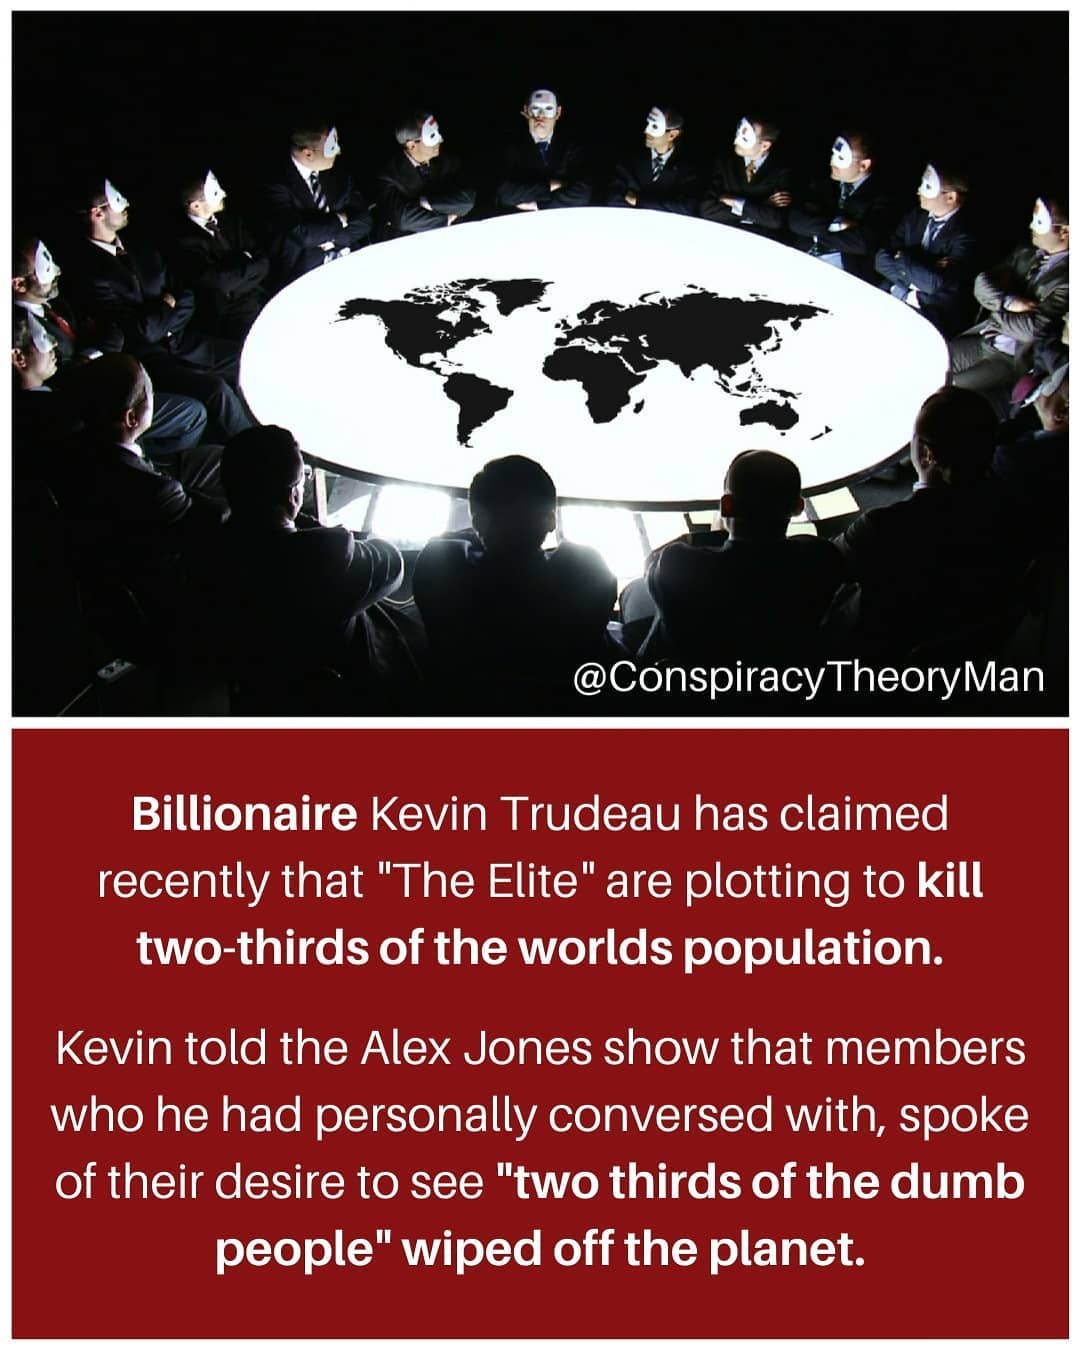 @ConspiracyTheoryMan
Billionaire Kevin Trudeau has claimed
recently that "The Elite" are plotting to kill
two-thirds of the worlds population.
Kevin told the Alex Jones show that members
who he had personally conversed with, spoke
of their desire to see "two thirds of the dumb
people" wiped off the planet.